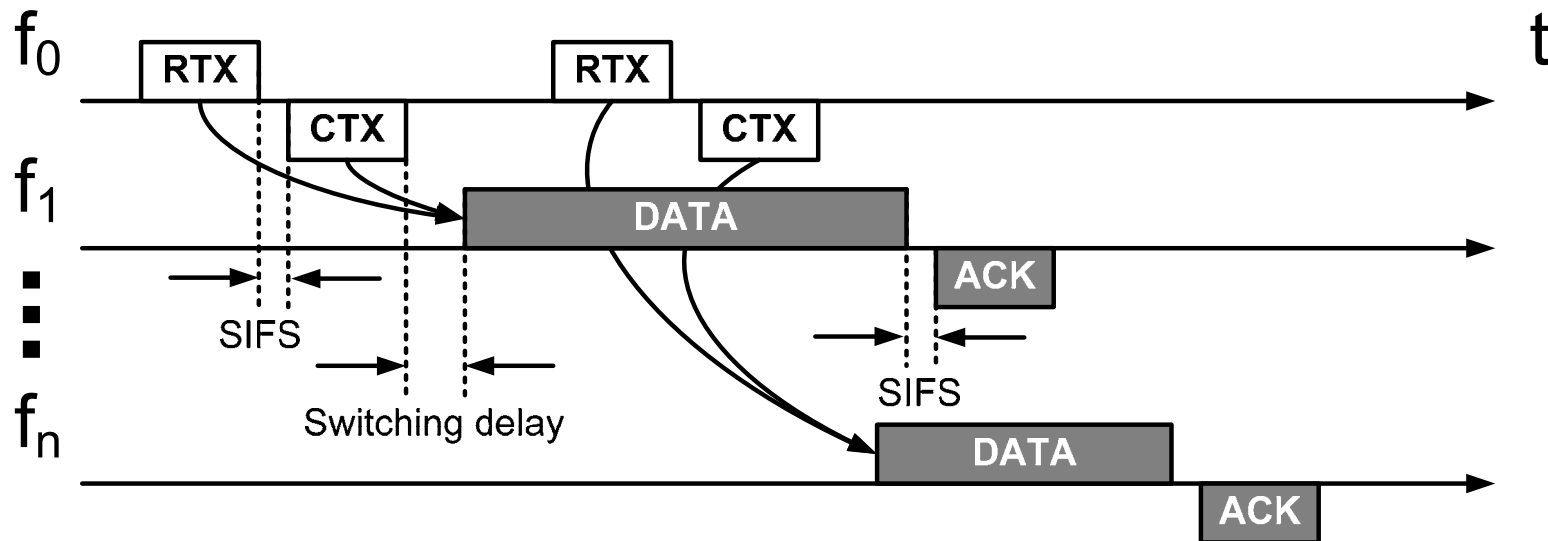 f0
t
RTX
RTX
CTX
CTX
f1
DATA
ACK
SIFS
SIFS
Switching delay
fn
DATA
ACK